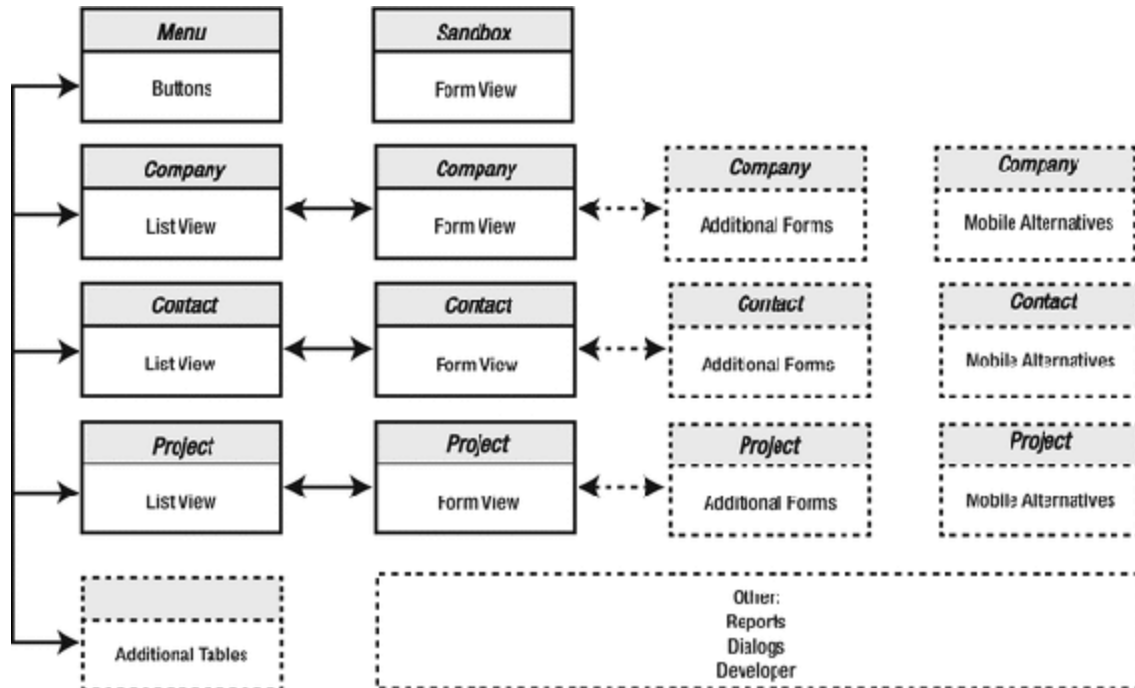 Menu
Buttons
Sandbox
Form View
Company
List View
Company
Form View
Company
Additional Forms
Company
Mobile Alternatives
Contact
List View
Contact
Form View
Contact
Additional Forms
Contact
Mobile Alternatives
Project
List View
Project
Form View
Project
Additional Forms
Project
Mobile Alternatives
Additional Tables
Other:
Reports
Dialogs
Developer